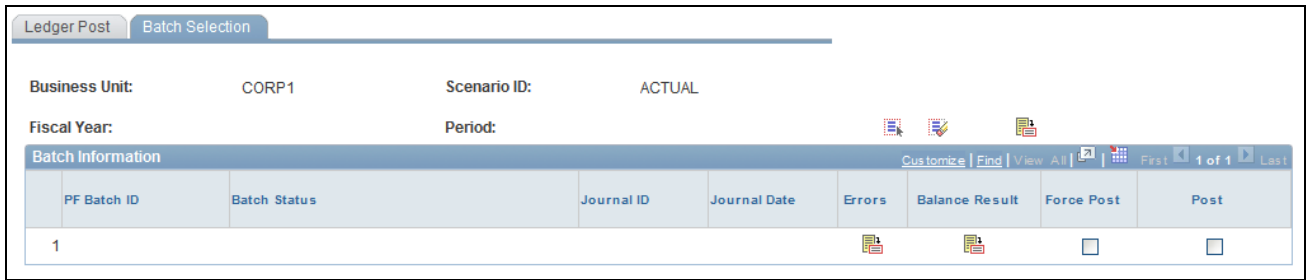 Ledger Post Batch Selection
Business Unit: CORP1 Scenario ID: ACTUAL
Fiscal Year: Period:
Batch Information Customize | Find | View All | | First 1 of 1 Last
PF Batch ID Batch Status Journal ID Journal Date Errors Balance Result Force Post Post
1